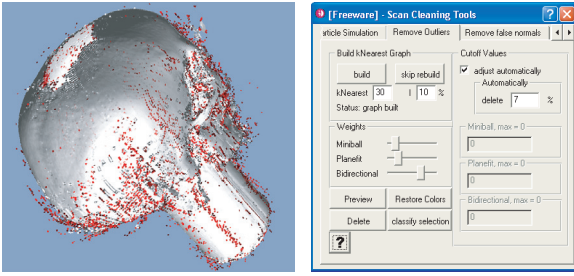 [Freeware] - Scan Cleaning Tools
rticle Simulation Remove Outliers Remove false normals
Build kNearest Graph
build skip rebuild
kNearest 30 | 10 %
Status: graph built
Weights
Miniball
Planefit
Bidirectional
Preview Restore Colors
Delete classify selection
?
Cutoff Values
adjust automatically
Automatically
delete 7 %
Miniball, max = 0
0
Planefit, max = 0
0
Bidirectional, max = 0
0